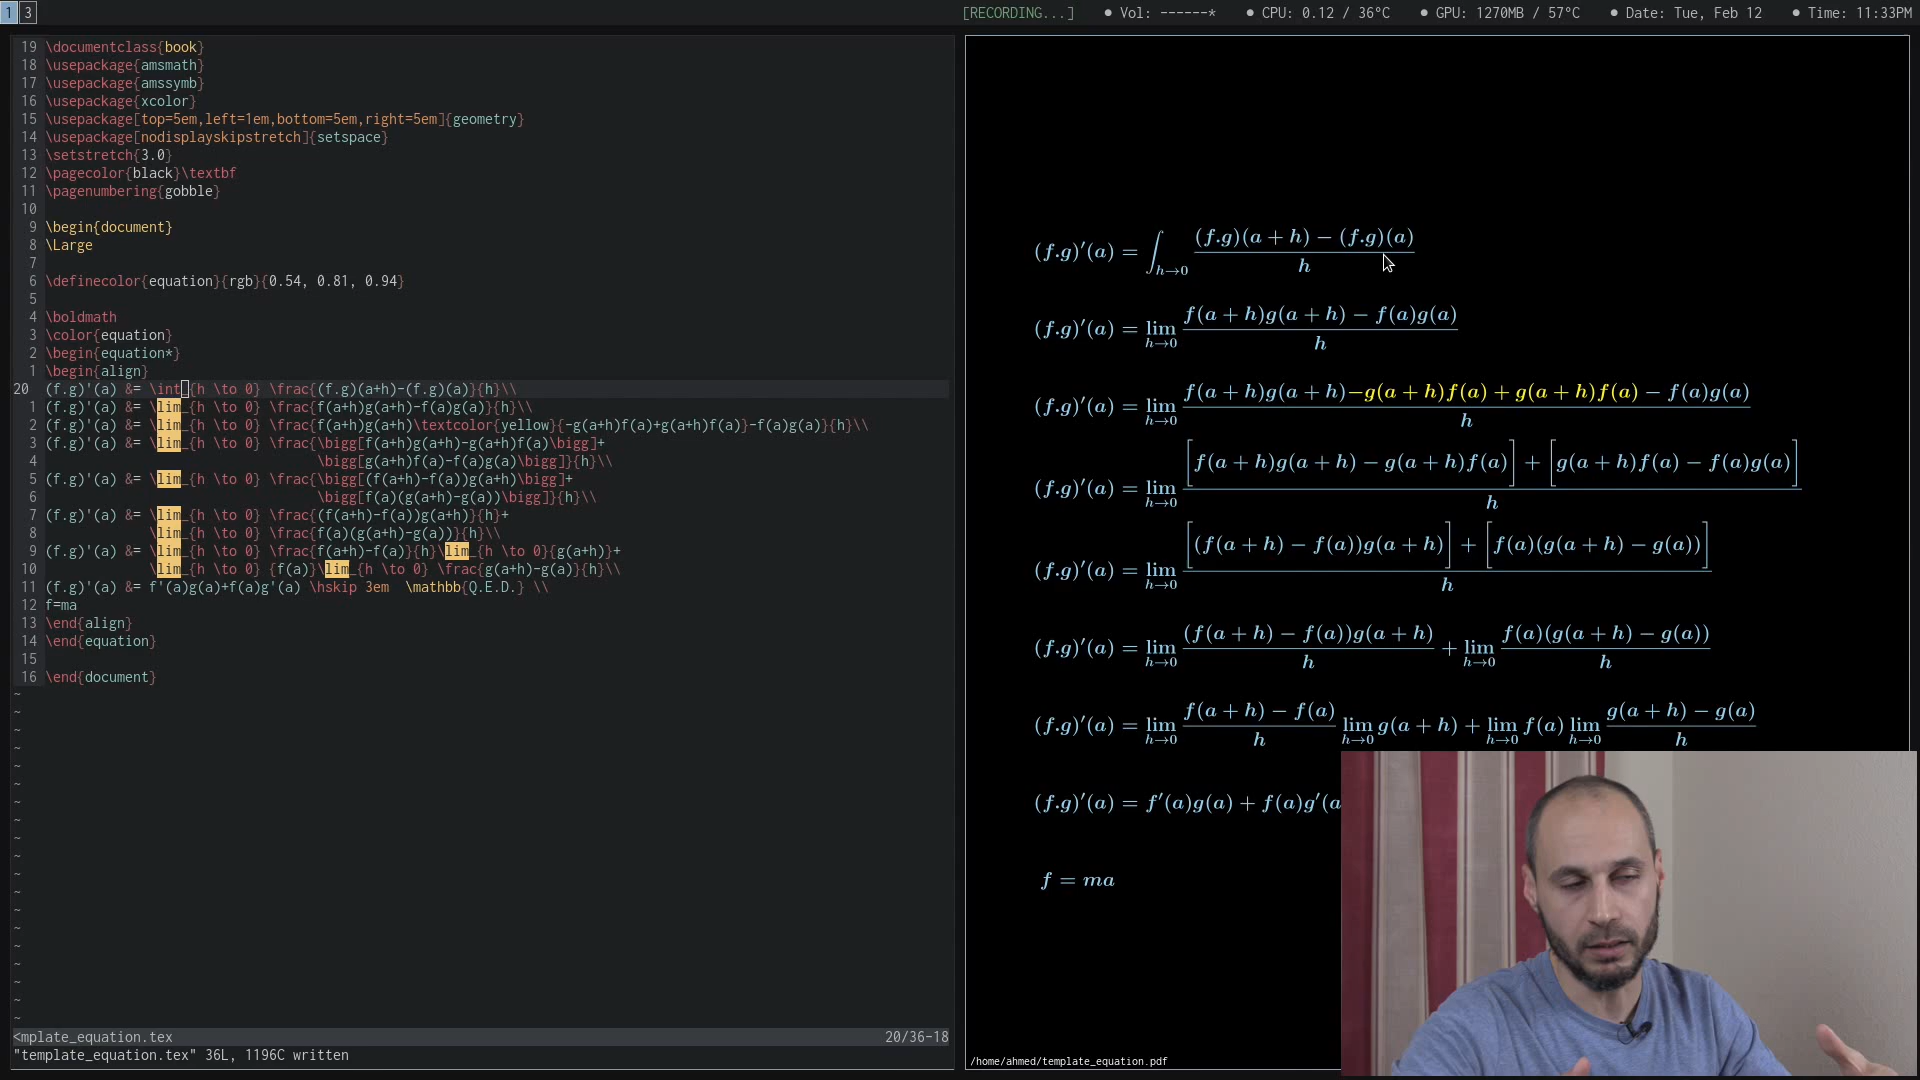 1 3 [RECORDING...] ● Vol: ------* ● CPU: 0.12 / 36°C ● GPU: 1270MB / 57°C ● Date: Tue, Feb 12 ● Time: 11:33PM
19 \documentclass{book}
18 \usepackage{amsmath}
17 \usepackage{amssymb}
16 \usepackage{xcolor}
15 \usepackage[top=5em,left=1em,bottom=5em,right=5em]{geometry}
14 \usepackage[nodisplayskipstretch]{setspace}
13 \setstretch{3.0}
12 \pagecolor{black}\textbf
11 \pagenumbering{gobble}
10
9 \begin{document}
8 \Large
7
6 \definecolor{equation}{rgb}{0.54, 0.81, 0.94}
5
4 \boldmath
3 \color{equation}
2 \begin{equation*}
1 \begin{align}
20 (f.g)'(a) &= \int_{h \to 0} \frac{(f.g)(a+h)-(f.g)(a)}{h}\\
1 (f.g)'(a) &= \lim_{h \to 0} \frac{f(a+h)g(a+h)-f(a)g(a)}{h}\\
2 (f.g)'(a) &= \lim_{h \to 0} \frac{f(a+h)g(a+h)\textcolor{yellow}{-g(a+h)f(a)+g(a+h)f(a)}-f(a)g(a)}{h}\\
3 (f.g)'(a) &= \lim_{h \to 0} \frac{\bigg[f(a+h)g(a+h)-g(a+h)f(a)\bigg]+
4 \bigg[g(a+h)f(a)-f(a)g(a)\bigg]}{h}\\
5 (f.g)'(a) &= \lim_{h \to 0} \frac{\bigg[(f(a+h)-f(a))g(a+h)\bigg]+
6 \bigg[f(a)(g(a+h)-g(a))\bigg]}{h}\\
7 (f.g)'(a) &= \lim_{h \to 0} \frac{(f(a+h)-f(a))g(a+h)}{h}+
8 \lim_{h \to 0} \frac{f(a)(g(a+h)-g(a))}{h}\\
9 (f.g)'(a) &= \lim_{h \to 0} \frac{f(a+h)-f(a)}{h}\lim_{h \to 0}{g(a+h)}+
10 \lim_{h \to 0} {f(a)}\lim_{h \to 0} \frac{g(a+h)-g(a)}{h}\\
11 (f.g)'(a) &= f'(a)g(a)+f(a)g'(a) \hskip 3em  \mathbb{Q.E.D.} \\
12 f=ma
13 \end{align}
14 \end{equation}
15
16 \end{document}
<mplate_equation.tex 20/36-18
"template_equation.tex" 36L, 1196C written
(f.g)′(a) = ∫_{h→0} ((f.g)(a + h) − (f.g)(a)) / h
(f.g)′(a) = lim_{h→0} (f(a + h)g(a + h) − f(a)g(a)) / h
(f.g)′(a) = lim_{h→0} (f(a + h)g(a + h)−g(a + h)f(a) + g(a + h)f(a) − f(a)g(a)) / h
(f.g)′(a) = lim_{h→0} ([f(a + h)g(a + h) − g(a + h)f(a)] + [g(a + h)f(a) − f(a)g(a)]) / h
(f.g)′(a) = lim_{h→0} ([(f(a + h) − f(a))g(a + h)] + [f(a)(g(a + h) − g(a))]) / h
(f.g)′(a) = lim_{h→0} ((f(a + h) − f(a))g(a + h)) / h + lim_{h→0} (f(a)(g(a + h) − g(a))) / h
(f.g)′(a) = lim_{h→0} (f(a + h) − f(a)) / h lim_{h→0} g(a + h) + lim_{h→0} f(a) lim_{h→0} (g(a + h) − g(a)) / h
(f.g)′(a) = f′(a)g(a) + f(a)g′(a
f = ma
/home/ahmed/template_equation.pdf